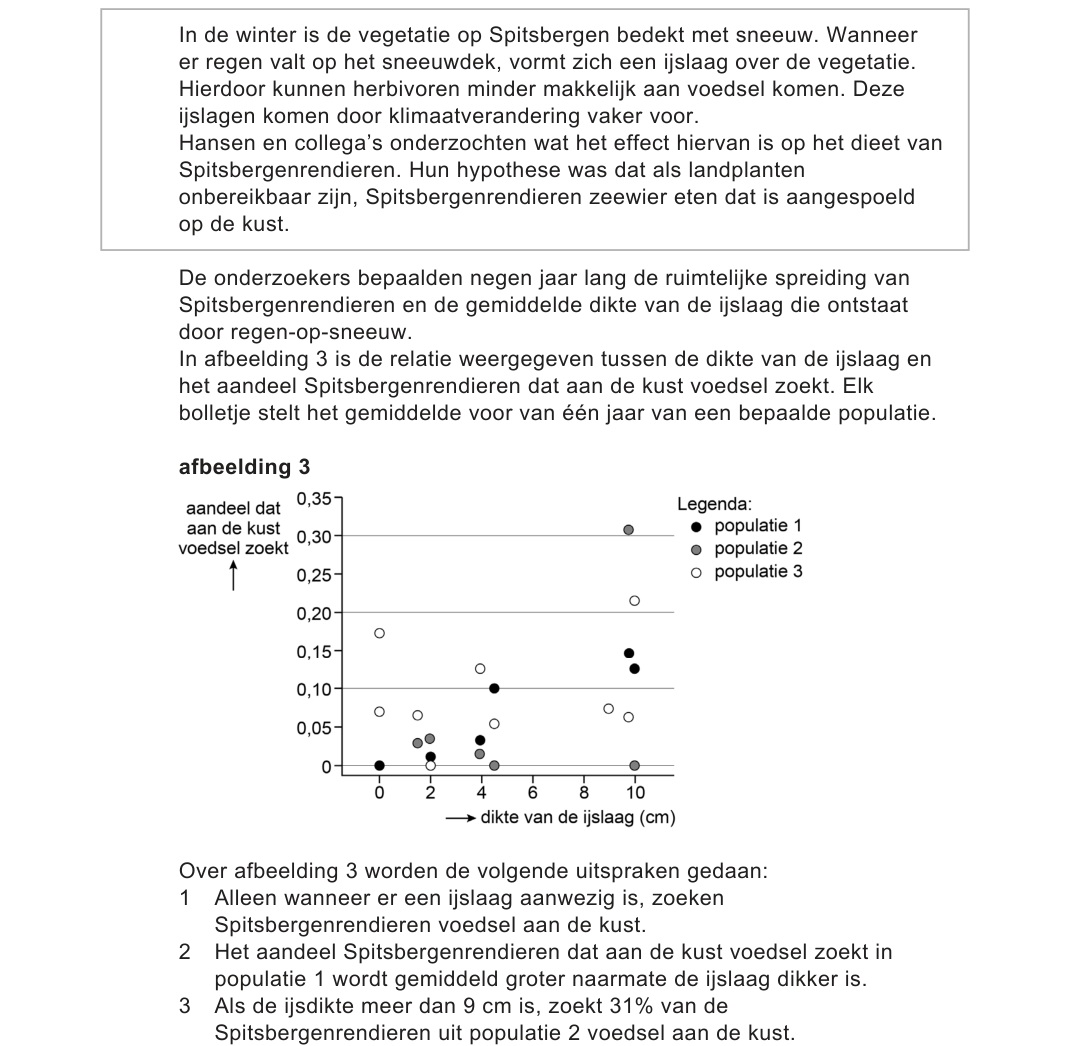 In de winter is de vegetatie op Spitsbergen bedekt met sneeuw. Wanneer
er regen valt op het sneeuwdek, vormt zich een ijslaag over de vegetatie.
Hierdoor kunnen herbivoren minder makkelijk aan voedsel komen. Deze
ijslagen komen door klimaatverandering vaker voor.
Hansen en collega's onderzochten wat het effect hiervan is op het dieet van
Spitsbergenrendieren. Hun hypothese was dat als landplanten
onbereikbaar zijn, Spitsbergenrendieren zeewier eten dat is aangespoeld
op de kust.
De onderzoekers bepaalden negen jaar lang de ruimtelijke spreiding van
Spitsbergenrendieren en de gemiddelde dikte van de ijslaag die ontstaat
door regen-op-sneeuw.
In afbeelding 3 is de relatie weergegeven tussen de dikte van de ijslaag en
het aandeel Spitsbergenrendieren dat aan de kust voedsel zoekt. Elk
bolletje stelt het gemiddelde voor van één jaar van een bepaalde populatie.
afbeelding 3
aandeel dat
aan de kust
voedsel zoekt
0,35
0,30
0,25
0,20
0,15
0,10
0,05
0
0 2 4 6 8 10
dikte van de ijslaag (cm)
Legenda:
populatie 1
populatie 2
populatie 3
Over afbeelding 3 worden de volgende uitspraken gedaan:
1 Alleen wanneer er een ijslaag aanwezig is, zoeken
Spitsbergenrendieren voedsel aan de kust.
2 Het aandeel Spitsbergenrendieren dat aan de kust voedsel zoekt in
populatie 1 wordt gemiddeld groter naarmate de ijslaag dikker is.
3 Als de ijsdikte meer dan 9 cm is, zoekt 31% van de
Spitsbergenrendieren uit populatie 2 voedsel aan de kust.